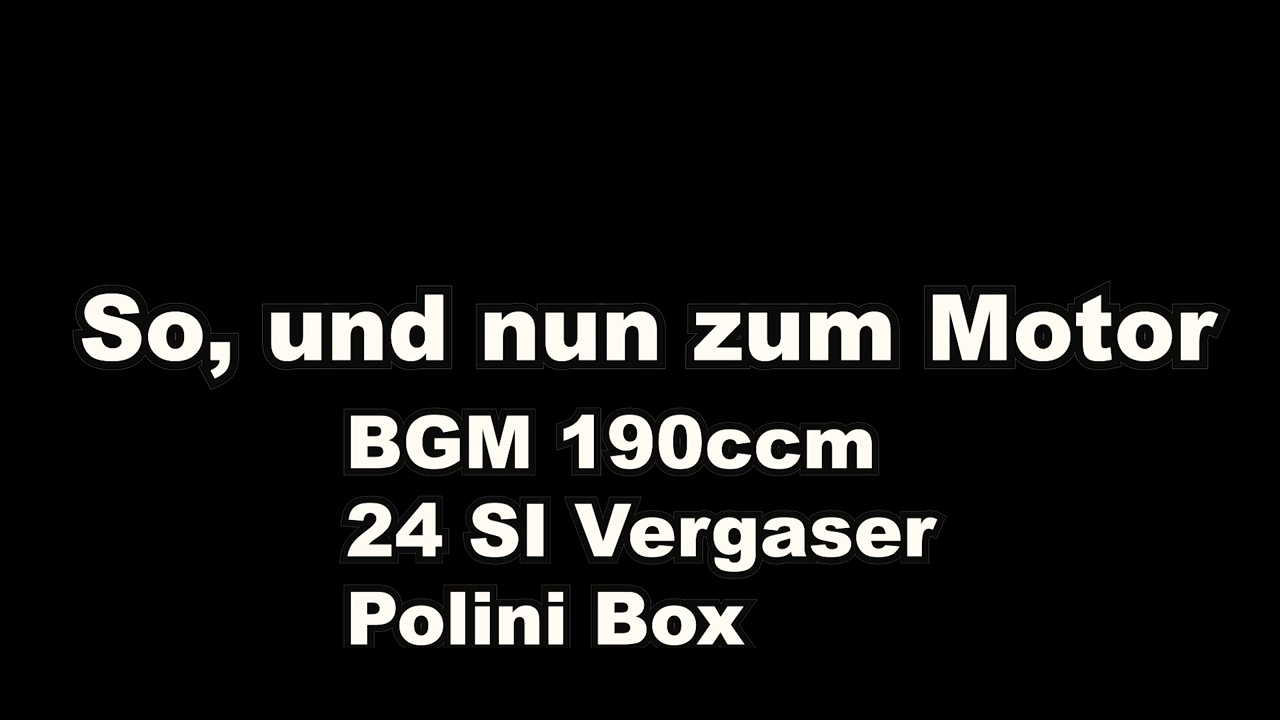 So, und nun zum Motor
BGM 190ccm
24 SI Vergaser
Polini Box